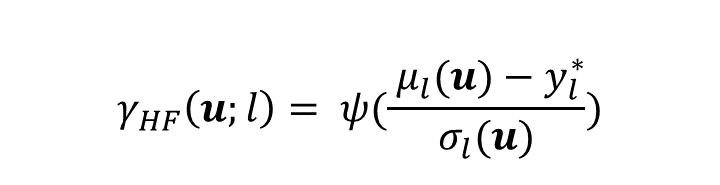 γ_HF(u; l) = ψ((μ_l(u) − y_l^*)/σ_l(u))